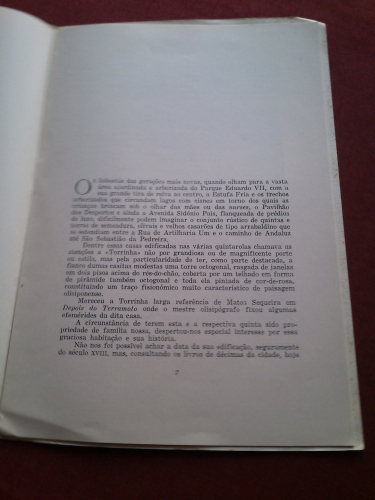 Os lisboetas das gerações mais novas, quando olham para a vasta
área ajardinada e arborizada do Parque Eduardo VII, com a
sua grande tira de relva ao centro, a Estufa Fria e os trechos
arborizados que circundam lagos com cisnes em torno dos quais as
crianças brincam sob o olhar das mães ou das nurses, o Pavilhão
dos Desportos e ainda a Avenida Sidónio Pais, flanqueada de prédios
de luxo, dificilmente podem imaginar o conjunto rústico de quintas e
terras de semeadura, olivais e velhos casarões de tipo arrabaldino que
se estendiam entre a Rua de Artilharia Um e o caminho de Andaluz
até São Sebastião da Pedreira.
Dentre essas casas edificadas nas várias quintarolas chamava as
atenções a «Torrinha» não por grandiosa ou de magnificente porte
ou estilo, mas pela particularidade de ter, como parte destacada, a
flanco dumas casitas modestas uma torre octogonal, rasgada de janelas
em dois pisos acima do rés-do-chão, coberta por um telhado em forma
de pirâmide também octogonal e toda ela pintada de cor-de-rosa,
constituindo um traço fisionómico muito característico de paisagem
olisiponense.
Mereceu a Torrinha larga referência de Matos Sequeira em
Depois do Terramoto onde o mestre olisipógrafo fixou algumas
efemérides da dita casa.
A circunstância de terem esta e a respectiva quinta sido pro-
priedade de família nossa, despertou-nos especial interesse por essa
graciosa habitação e sua história.
Não nos foi possível achar a data da sua edificação, seguramente
do século XVIII, mas, consultando os livros de décimas da cidade, hoje